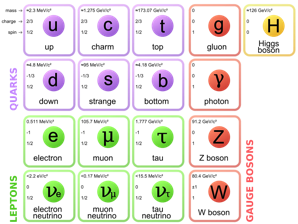 mass → ≈2.3 MeV/c² ≈1.275 GeV/c² ≈173.07 GeV/c² 0 ≈126 GeV/c²
charge → 2/3 2/3 2/3 0 0
spin → 1/2 1/2 1/2 1 0
u c t g H
up charm top gluon Higgs boson
QUARKS
≈4.8 MeV/c² ≈95 MeV/c² ≈4.18 GeV/c² 0
-1/3 -1/3 -1/3 0
1/2 1/2 1/2 1
d s b γ
down strange bottom photon
0.511 MeV/c² 105.7 MeV/c² 1.777 GeV/c² 91.2 GeV/c²
-1 -1 -1 0
1/2 1/2 1/2 1
e μ τ Z
electron muon tau Z boson
LEPTONS
GAUGE BOSONS
<2.2 eV/c² <0.17 MeV/c² <15.5 MeV/c² 80.4 GeV/c²
0 0 0 ±1
1/2 1/2 1/2 1
νe νμ ντ W
electron neutrino muon neutrino tau neutrino W boson